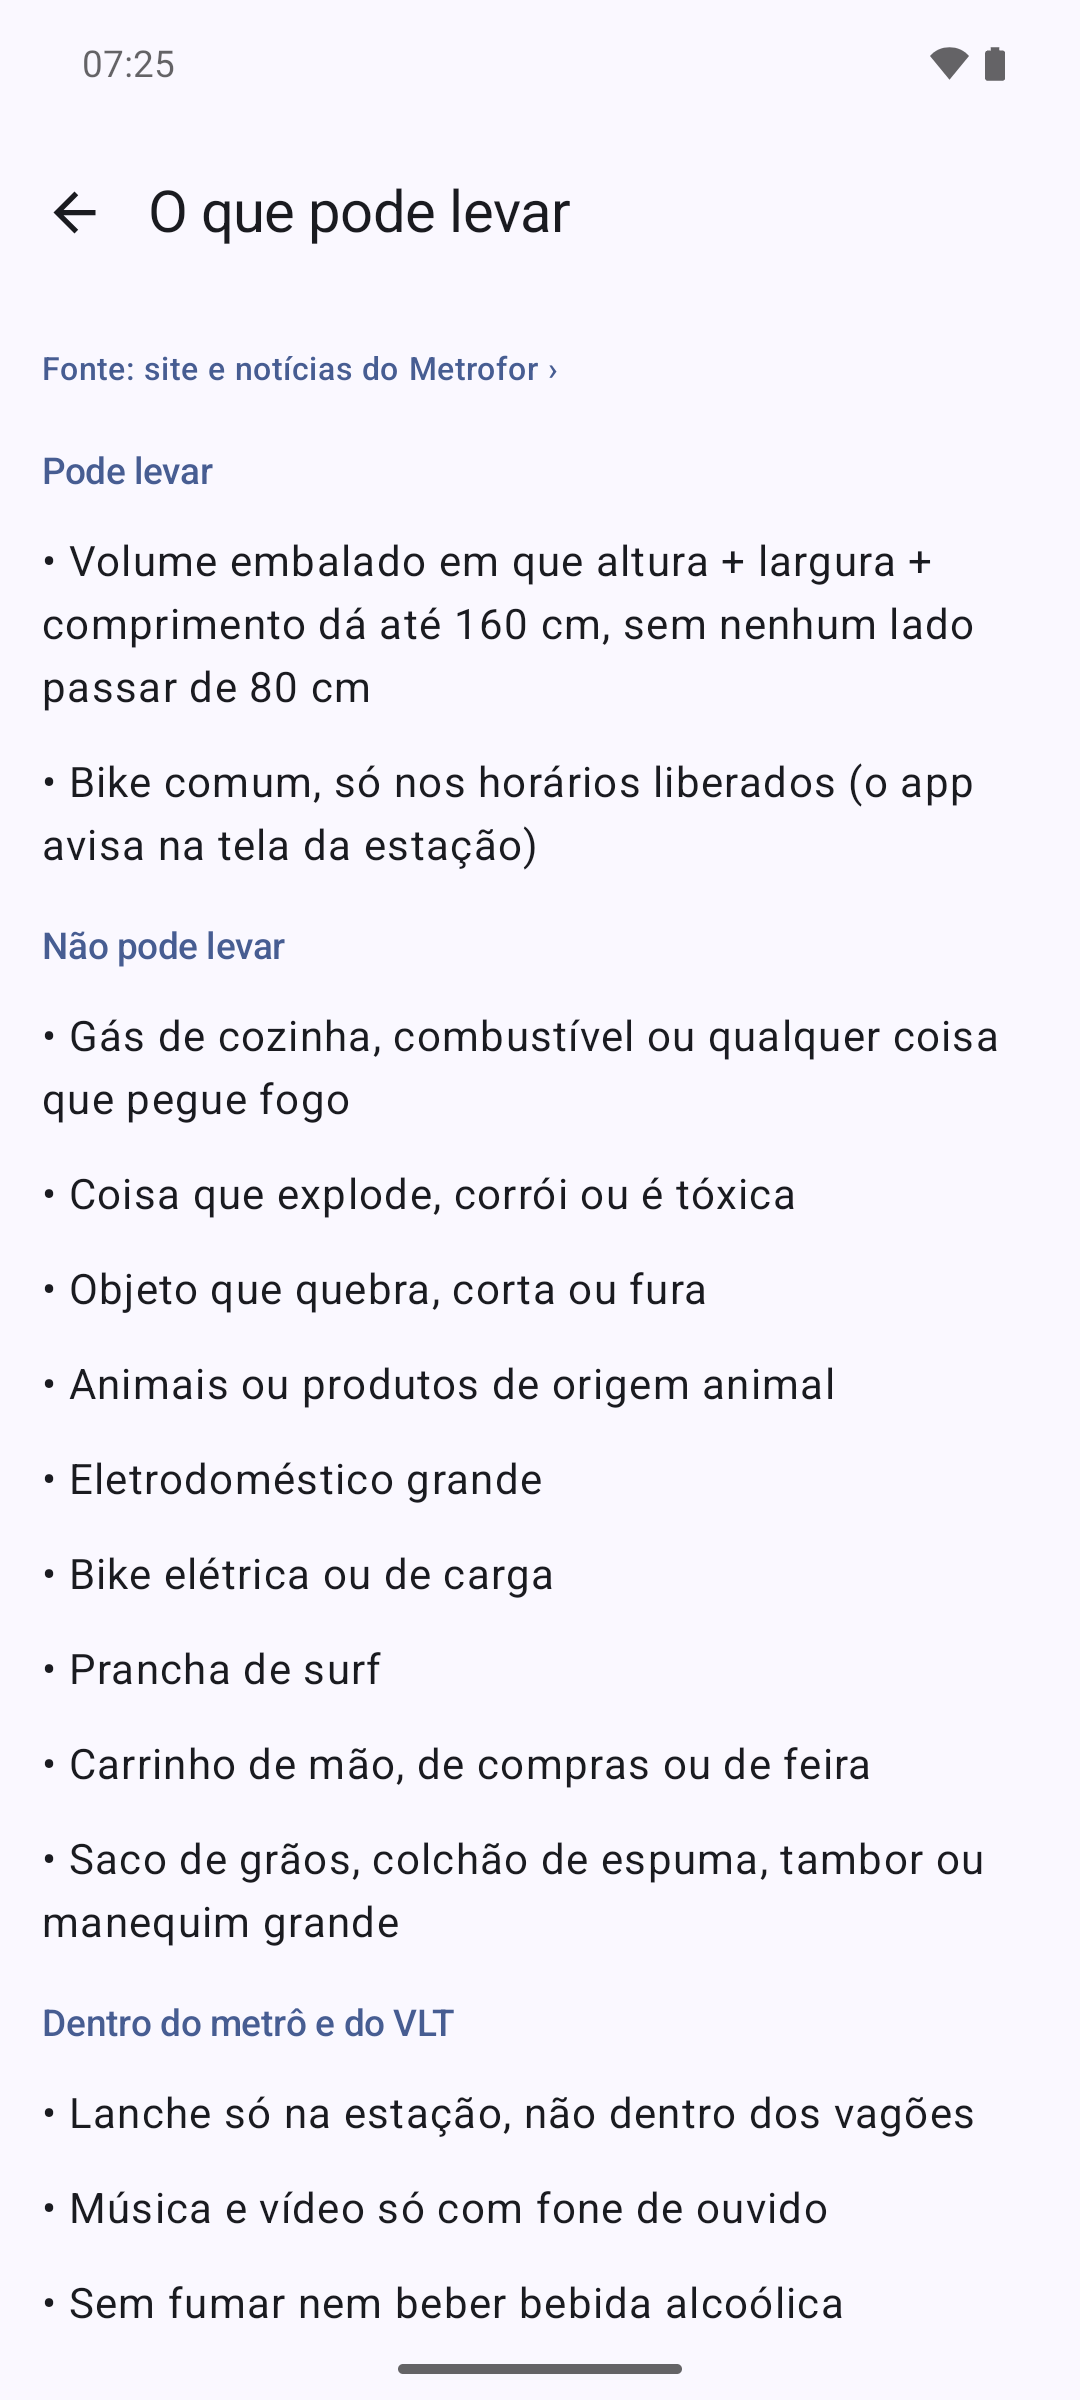 07:25
O que pode levar
Fonte: site e notícias do Metrofor ›
Pode levar
• Volume embalado em que altura + largura +
comprimento dá até 160 cm, sem nenhum lado
passar de 80 cm
• Bike comum, só nos horários liberados (o app
avisa na tela da estação)
Não pode levar
• Gás de cozinha, combustível ou qualquer coisa
que pegue fogo
• Coisa que explode, corrói ou é tóxica
• Objeto que quebra, corta ou fura
• Animais ou produtos de origem animal
• Eletrodoméstico grande
• Bike elétrica ou de carga
• Prancha de surf
• Carrinho de mão, de compras ou de feira
• Saco de grãos, colchão de espuma, tambor ou
manequim grande
Dentro do metrô e do VLT
• Lanche só na estação, não dentro dos vagões
• Música e vídeo só com fone de ouvido
• Sem fumar nem beber bebida alcoólica